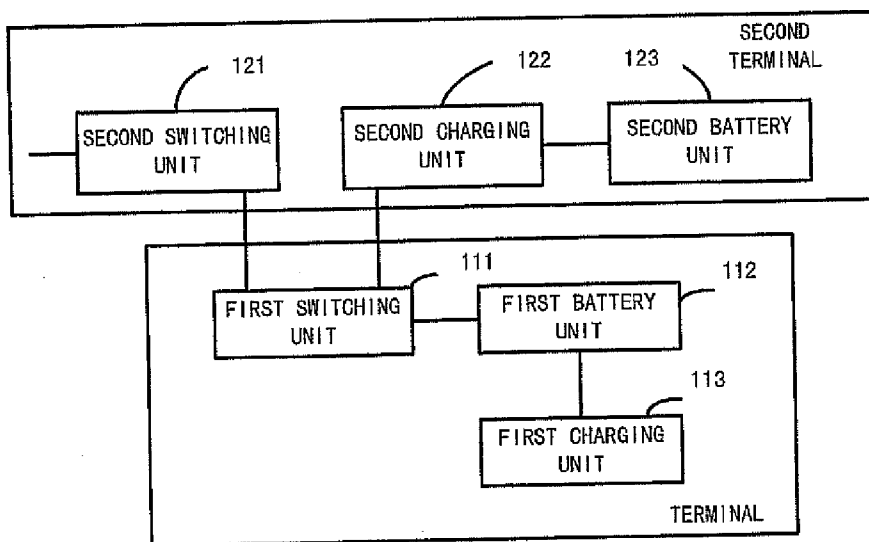 SECOND
TERMINAL
121
122
123
SECOND SWITCHING
UNIT
SECOND CHARGING
UNIT
SECOND BATTERY
UNIT
111
112
FIRST SWITCHING
UNIT
FIRST BATTERY
UNIT
113
FIRST CHARGING
UNIT
TERMINAL